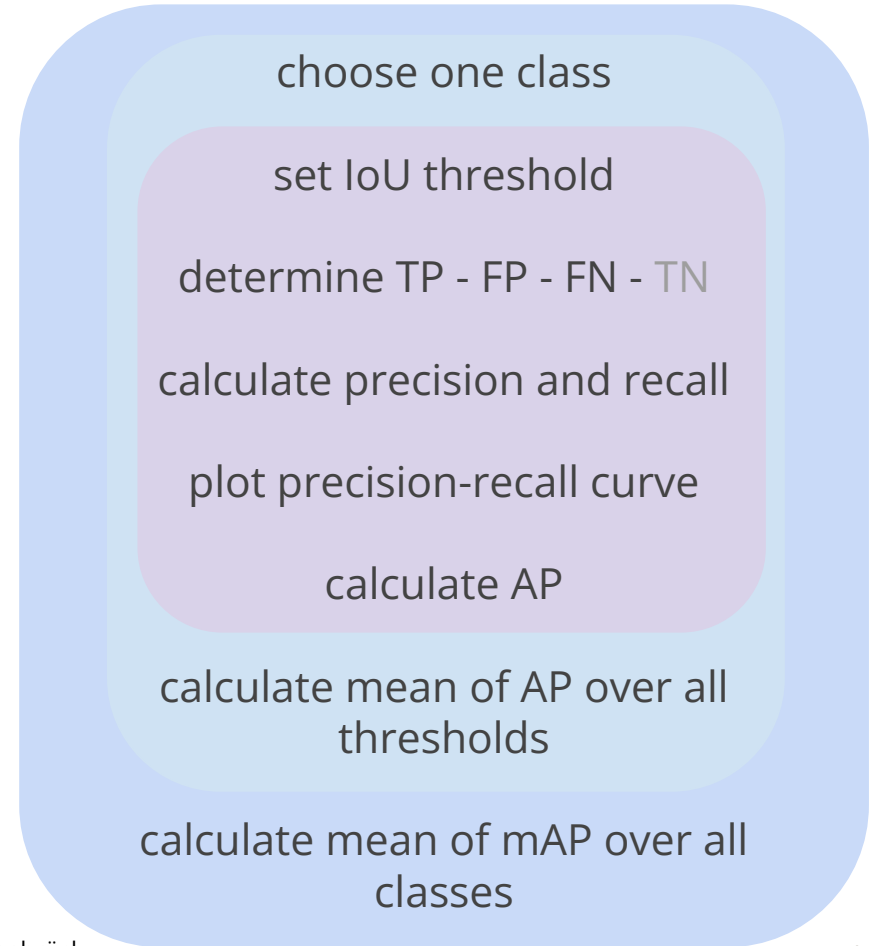 choose one class
set IoU threshold
determine TP - FP - FN - TN
calculate precision and recall
plot precision-recall curve
calculate AP
calculate mean of AP over all
thresholds
calculate mean of mAP over all
classes